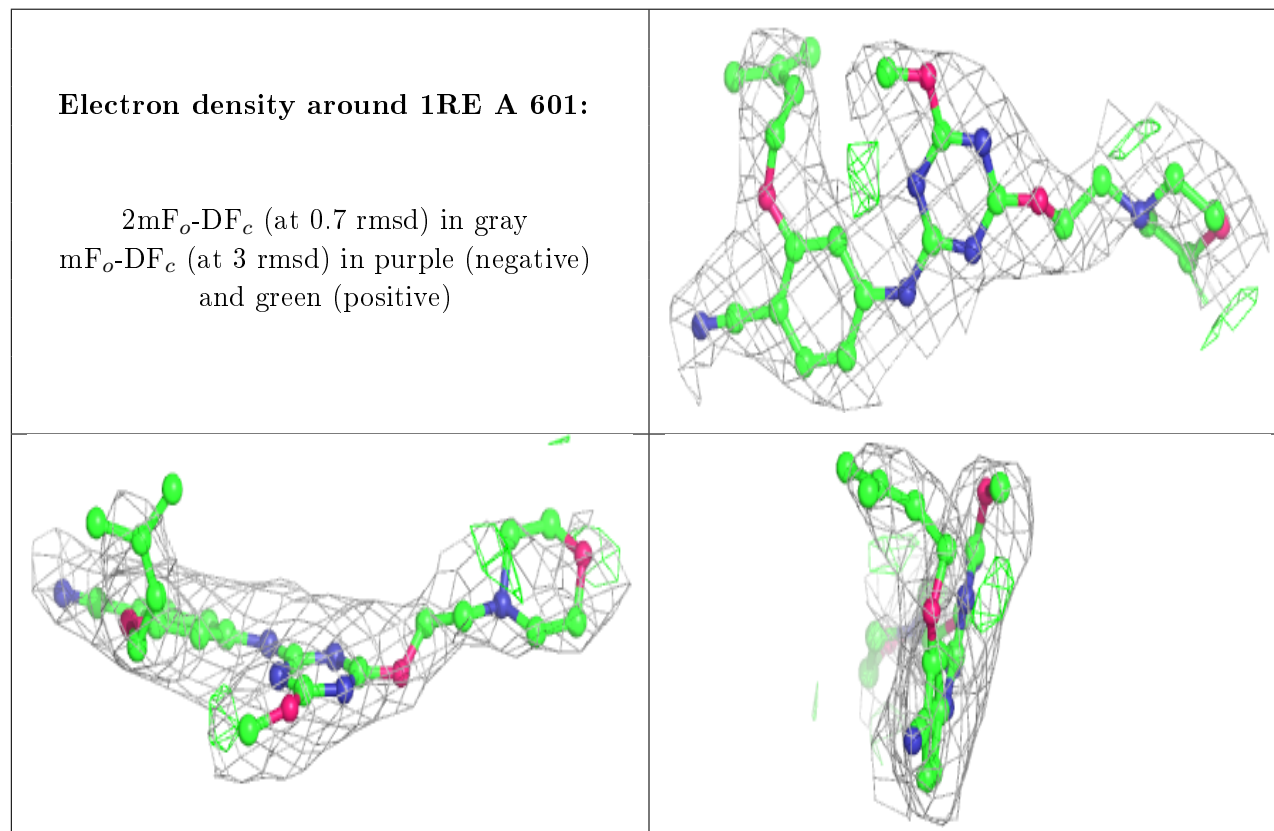 Electron density around 1RE A 601:
2mFo-DFc (at 0.7 rmsd) in gray
mFo-DFc (at 3 rmsd) in purple (negative)
and green (positive)